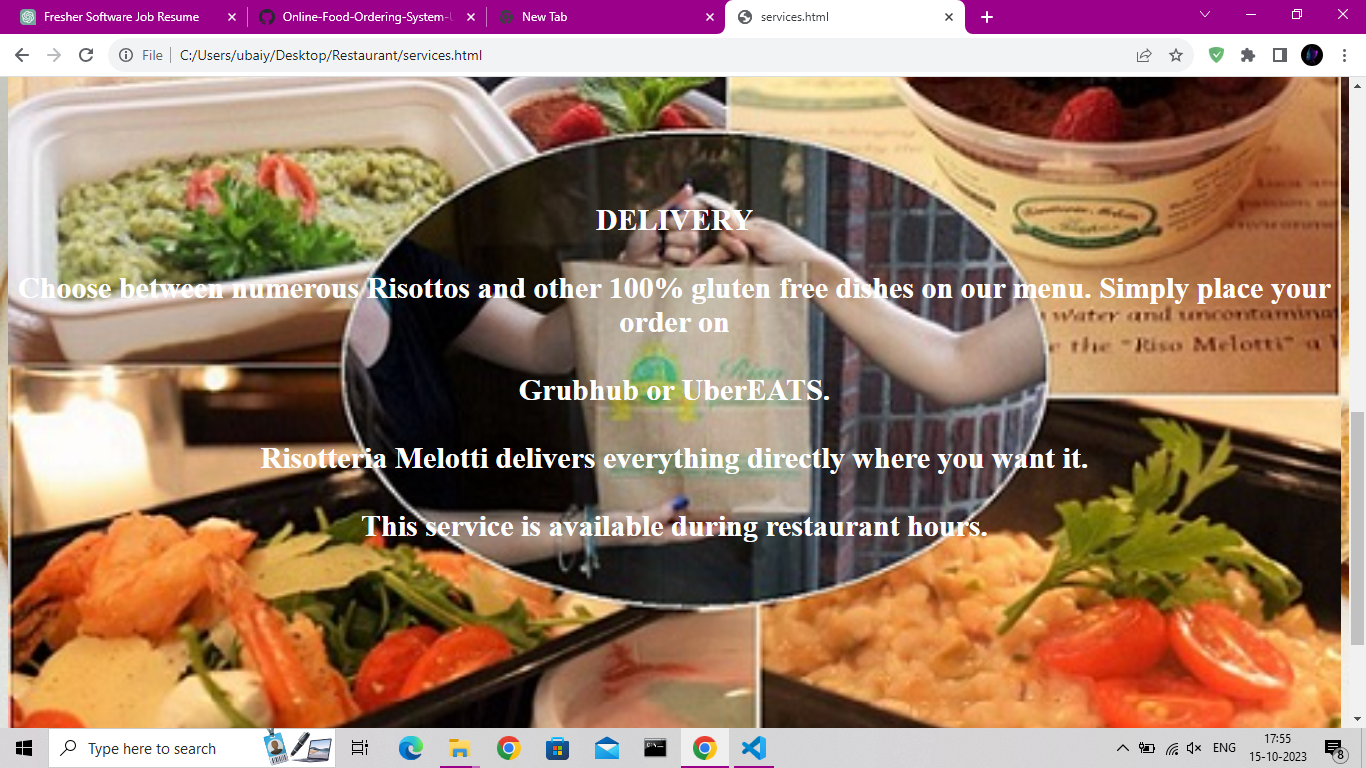 Fresher Software Job Resume
Online-Food-Ordering-System-U
New Tab
services.html
File
C:/Users/ubaiy/Desktop/Restaurant/services.html
DELIVERY
Choose between numerous Risottos and other 100% gluten free dishes on our menu. Simply place your
order on
water and uncontaminat
e the "Riso Melotti" a
Grubhub or UberEATS.
Riso
Risotteria Melotti delivers everything directly where you want it.
This service is available during restaurant hours.
Type here to search
ENG
17:55
15-10-2023
8